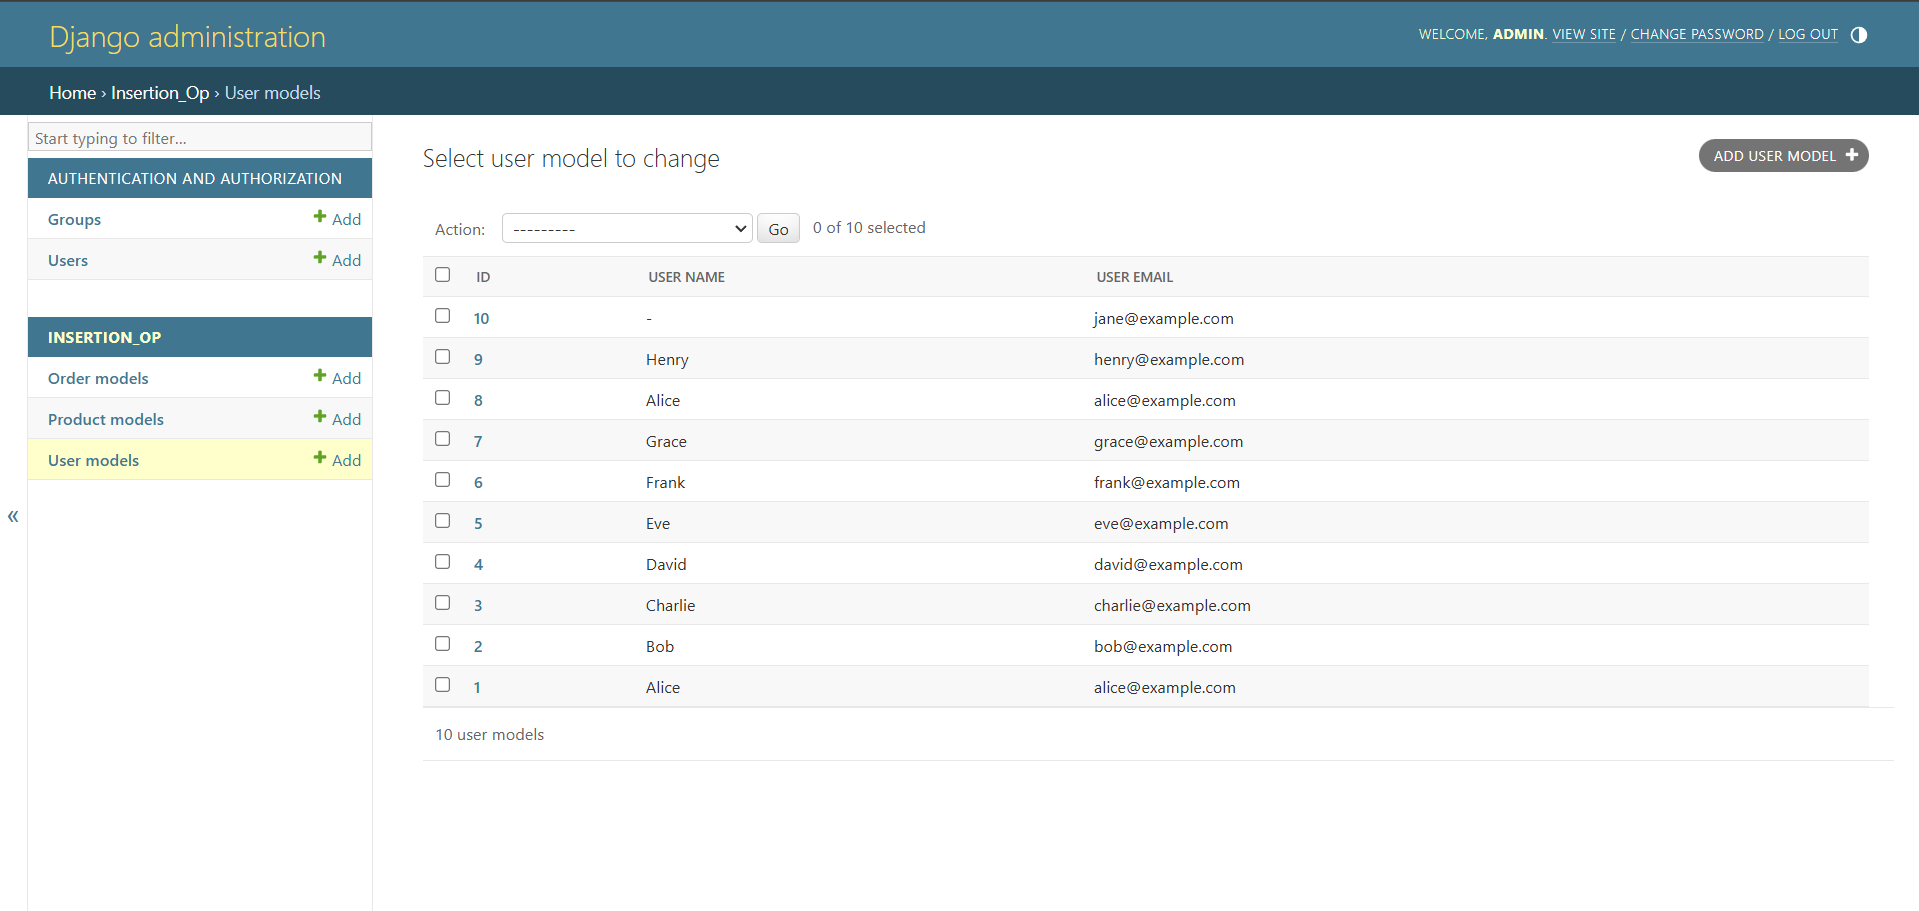 Django administration
WELCOME, ADMIN. VIEW SITE / CHANGE PASSWORD / LOG OUT
Home › Insertion_Op › User models
Start typing to filter...
AUTHENTICATION AND AUTHORIZATION
Groups Add
Users Add
INSERTION_OP
Order models Add
Product models Add
User models Add
«
Select user model to change
ADD USER MODEL
Action: --------- Go 0 of 10 selected
ID USER NAME USER EMAIL
10 - jane@example.com
9 Henry henry@example.com
8 Alice alice@example.com
7 Grace grace@example.com
6 Frank frank@example.com
5 Eve eve@example.com
4 David david@example.com
3 Charlie charlie@example.com
2 Bob bob@example.com
1 Alice alice@example.com
10 user models